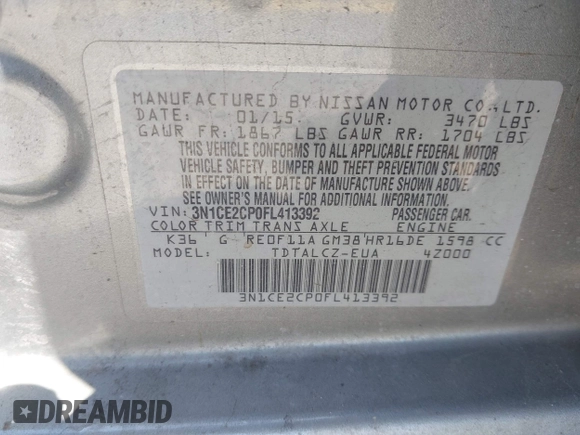 MANUFACTURED BY NISSAN MOTOR CO.,LTD.
DATE: 01/15 GVWR: 3470 LBS
GAWR FR: 1867 LBS GAWR RR: 1704 LBS
THIS VEHICLE CONFORMS TO ALL APPLICABLE FEDERAL MOTOR
VEHICLE SAFETY, BUMPER AND THEFT PREVENTION STANDARDS
IN EFFECT ON THE DATE OF MANUFACTURE SHOWN ABOVE.
SEE OWNER'S MANUAL FOR ADDITIONAL INFORMATION.
VIN: 3N1CE2CP0FL413392 PASSENGER CAR.
COLOR TRIM TRANS AXLE ENGINE
K36 G RE0F11A GM38 HR16DE 1598 CC
MODEL: TDTALCZ-EUA 4Z000
3N1CE2CP0FL413392
DREAMBID